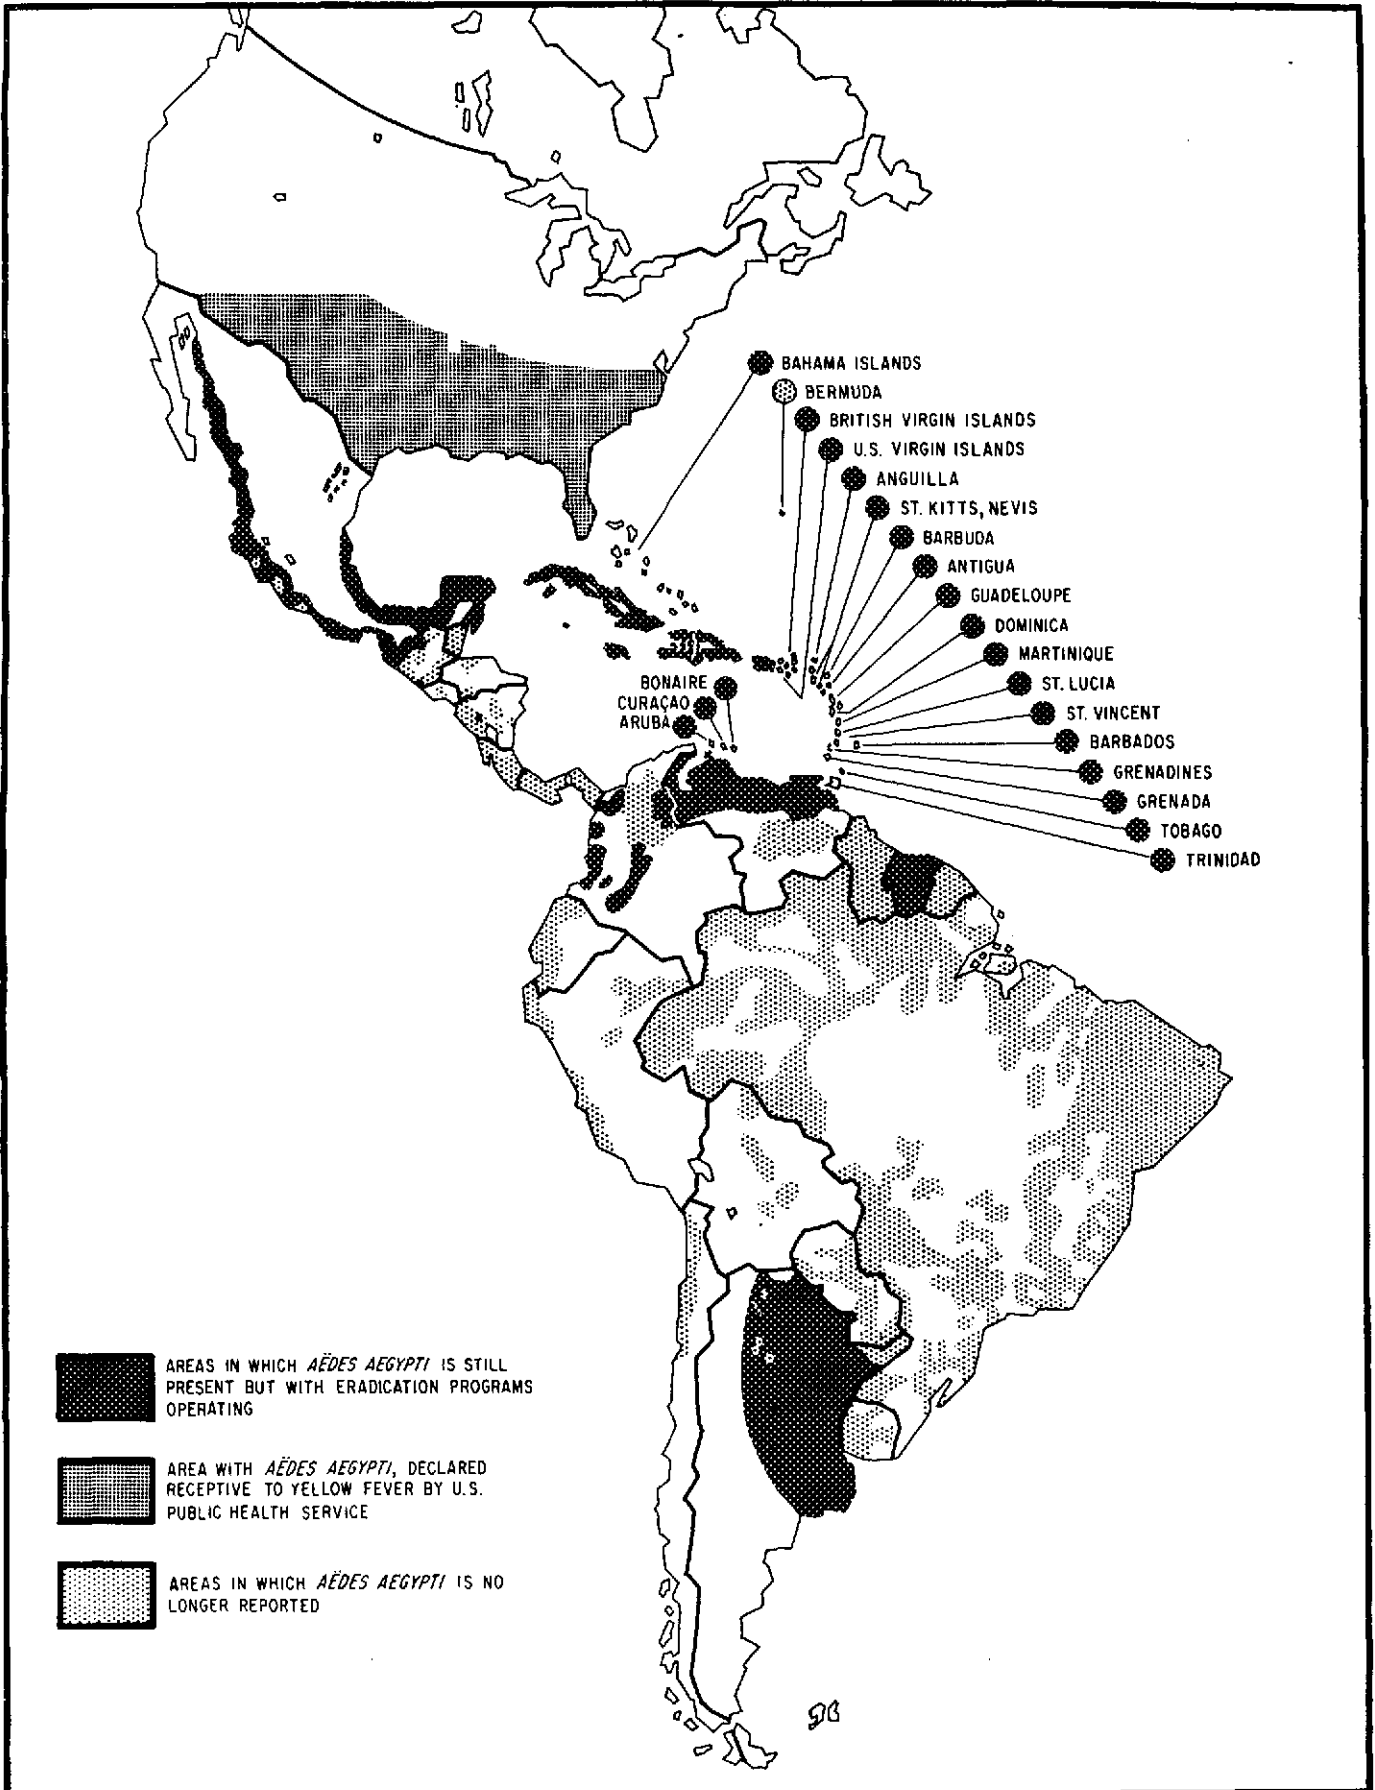 BAHAMA ISLANDS
BERMUDA
BRITISH VIRGIN ISLANDS
U.S. VIRGIN ISLANDS
ANGUILLA
ST. KITTS, NEVIS
BARBUDA
ANTIGUA
GUADELOUPE
DOMINICA
MARTINIQUE
ST. LUCIA
ST. VINCENT
BARBADOS
GRENADINES
GRENADA
TOBAGO
TRINIDAD
BONAIRE
CURAÇAO
ARUBA
AREAS IN WHICH AËDES AEGYPTI IS STILL
PRESENT BUT WITH ERADICATION PROGRAMS
OPERATING
AREA WITH AËDES AEGYPTI, DECLARED
RECEPTIVE TO YELLOW FEVER BY U.S.
PUBLIC HEALTH SERVICE
AREAS IN WHICH AËDES AEGYPTI IS NO
LONGER REPORTED